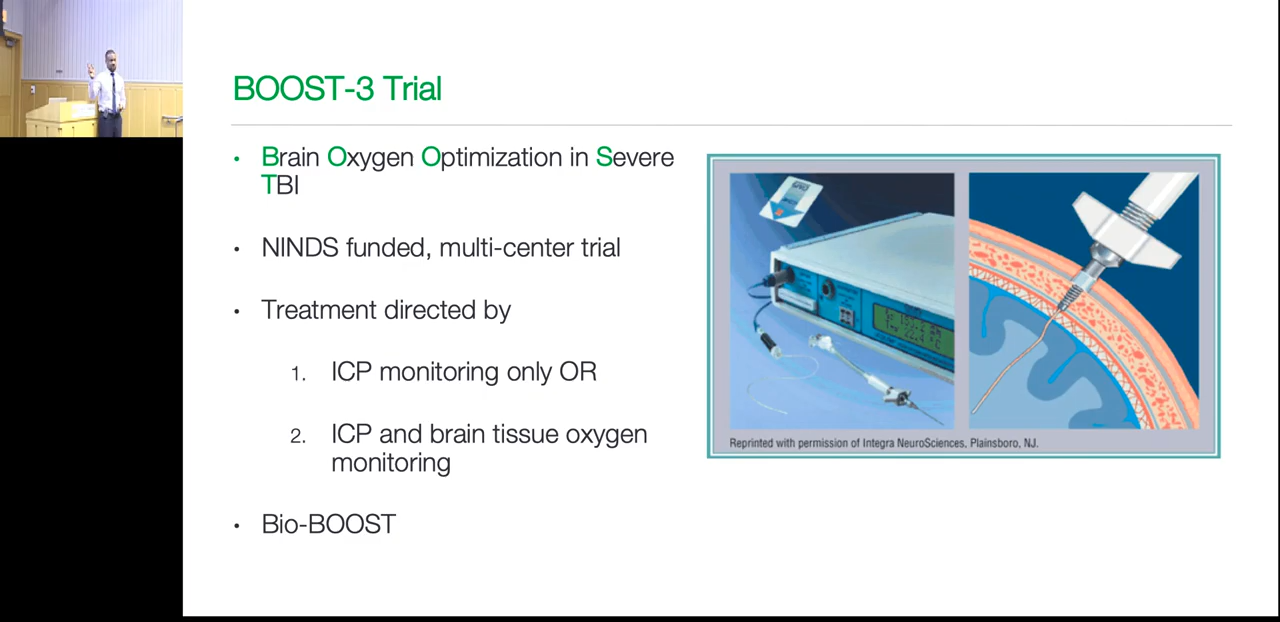 BOOST-3 Trial
• Brain Oxygen Optimization in Severe
TBI
• NINDS funded, multi-center trial
• Treatment directed by
1. ICP monitoring only OR
2. ICP and brain tissue oxygen
monitoring
• Bio-BOOST
Reprinted with permission of Integra NeuroSciences, Plainsboro, NJ.